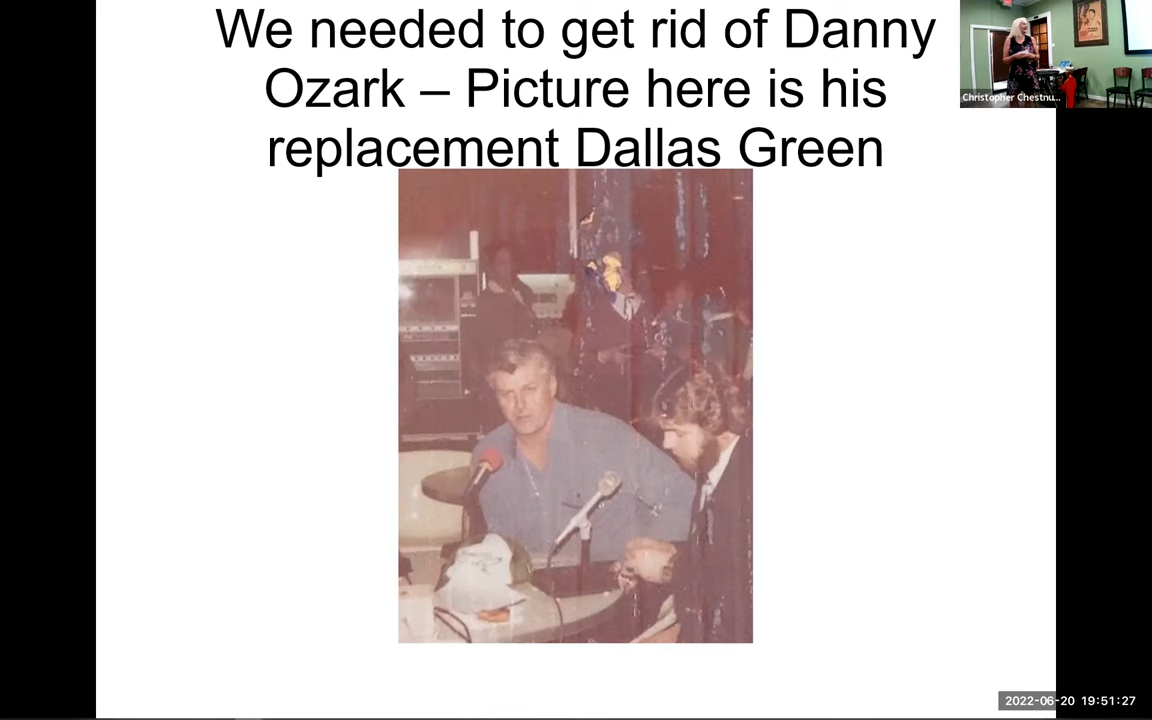 We needed to get rid of Danny
Ozark – Picture here is his
replacement Dallas Green
Christopher Chestnu...
2022-06-20 19:51:27